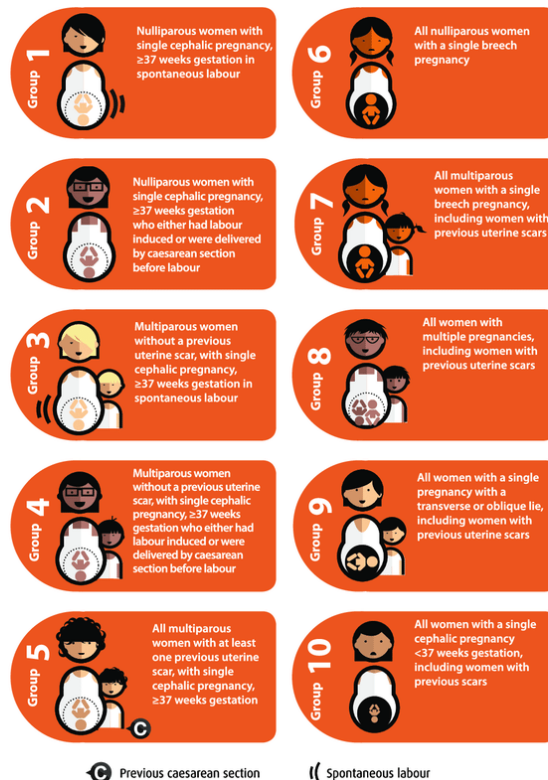 Group 1
Nulliparous women with
single cephalic pregnancy,
≥37 weeks gestation in
spontaneous labour
Group 2
Nulliparous women with
single cephalic pregnancy,
≥37 weeks gestation
who either had labour
induced or were delivered
by caesarean section
before labour
Group 3
Multiparous women
without a previous
uterine scar, with single
cephalic pregnancy,
≥37 weeks gestation in
spontaneous labour
Group 4
Multiparous women
without a previous uterine
scar, with single cephalic
pregnancy, ≥37 weeks
gestation who either had
labour induced or were
delivered by caesarean
section before labour
Group 5
All multiparous
women with at least
one previous uterine
scar, with single
cephalic pregnancy,
≥37 weeks gestation
C
Group 6
All nulliparous women
with a single breech
pregnancy
Group 7
All multiparous
women with a single
breech pregnancy,
including women with
previous uterine scars
Group 8
All women with
multiple pregnancies,
including women with
previous uterine scars
Group 9
All women with a single
pregnancy with a
transverse or oblique lie,
including women with
previous uterine scars
Group 10
All women with a single
cephalic pregnancy
<37 weeks gestation,
including women with
previous scars
C Previous caesarean section
Spontaneous labour